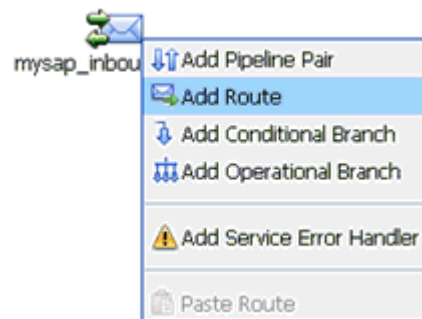 mysap_inbou
Add Pipeline Pair
Add Route
Add Conditional Branch
Add Operational Branch
Add Service Error Handler
Paste Route